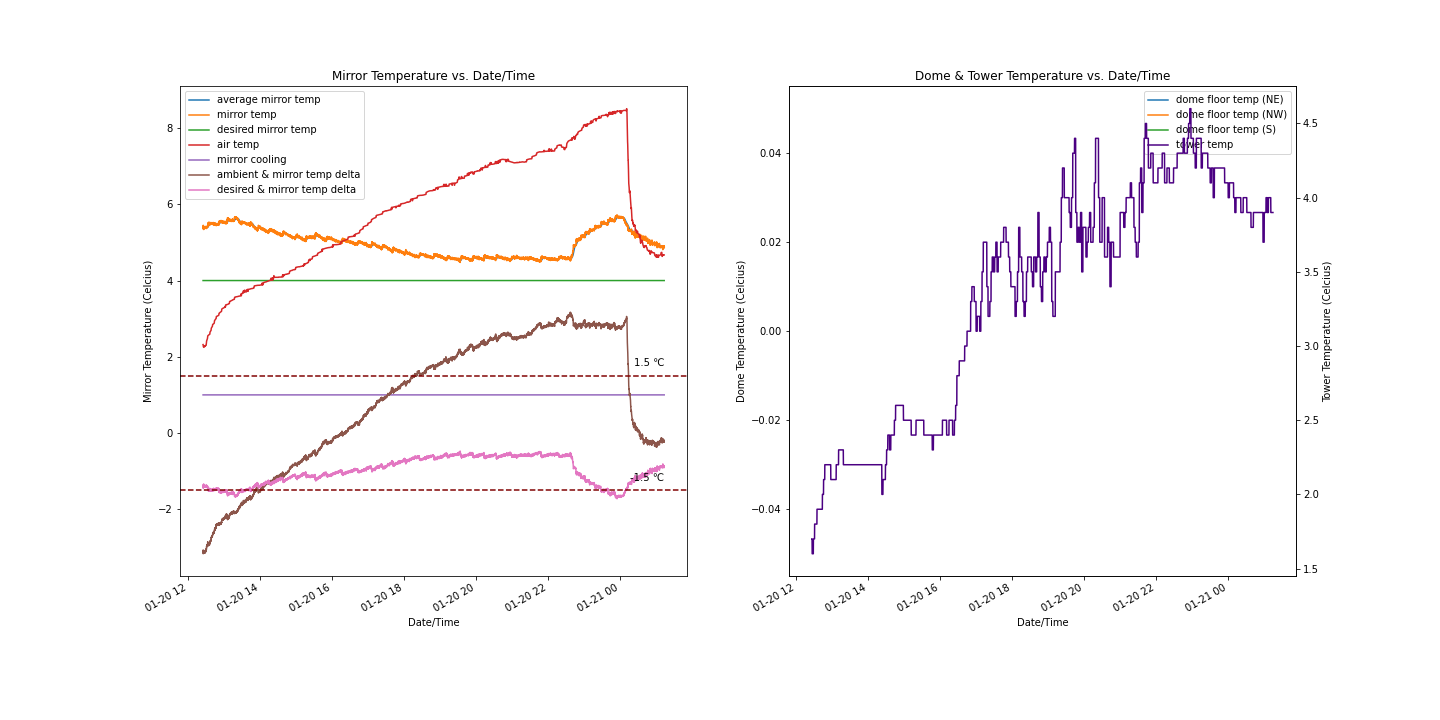 Mirror Temperature vs. Date/Time
average mirror temp
mirror temp
desired mirror temp
air temp
mirror cooling
ambient & mirror temp delta
desired & mirror temp delta
8
6
4
2
0
−2
Mirror Temperature (Celcius)
1.5 °C
-1.5 °C
01-20 12
01-20 14
01-20 16
01-20 18
01-20 20
01-20 22
01-21 00
Date/Time
Dome & Tower Temperature vs. Date/Time
dome floor temp (NE)
dome floor temp (NW)
dome floor temp (S)
tower temp
0.04
0.02
0.00
−0.02
−0.04
Dome Temperature (Celcius)
4.5
4.0
3.5
3.0
2.5
2.0
1.5
Tower Temperature (Celcius)
01-20 12
01-20 14
01-20 16
01-20 18
01-20 20
01-20 22
01-21 00
Date/Time